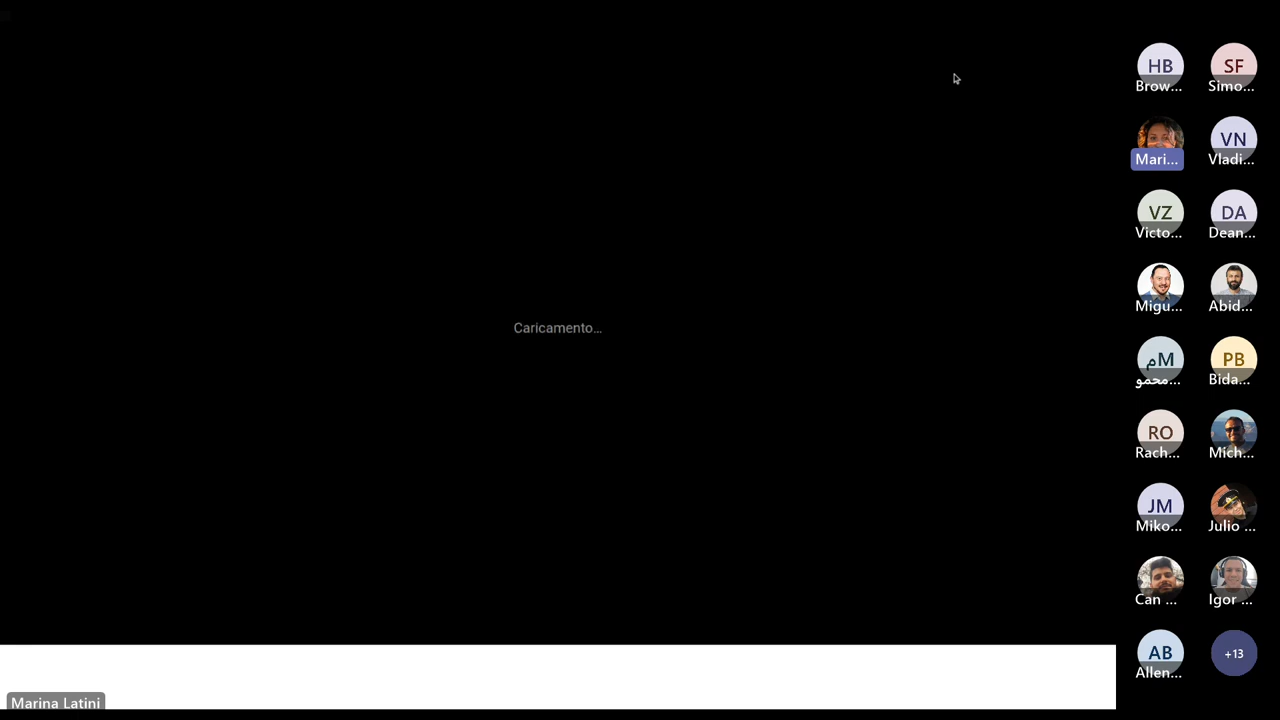 HB
SF
Brow...
Simo...
Mari...
VN
Vladi...
VZ
DA
Victo...
Dean...
Migu...
Abid...
مM
محمو...
PB
Bida...
Caricamento...
RO
Rach...
Mich...
JM
Miko...
Julio ...
Can ...
Igor ...
AB
Allen...
+13
Marina Latini